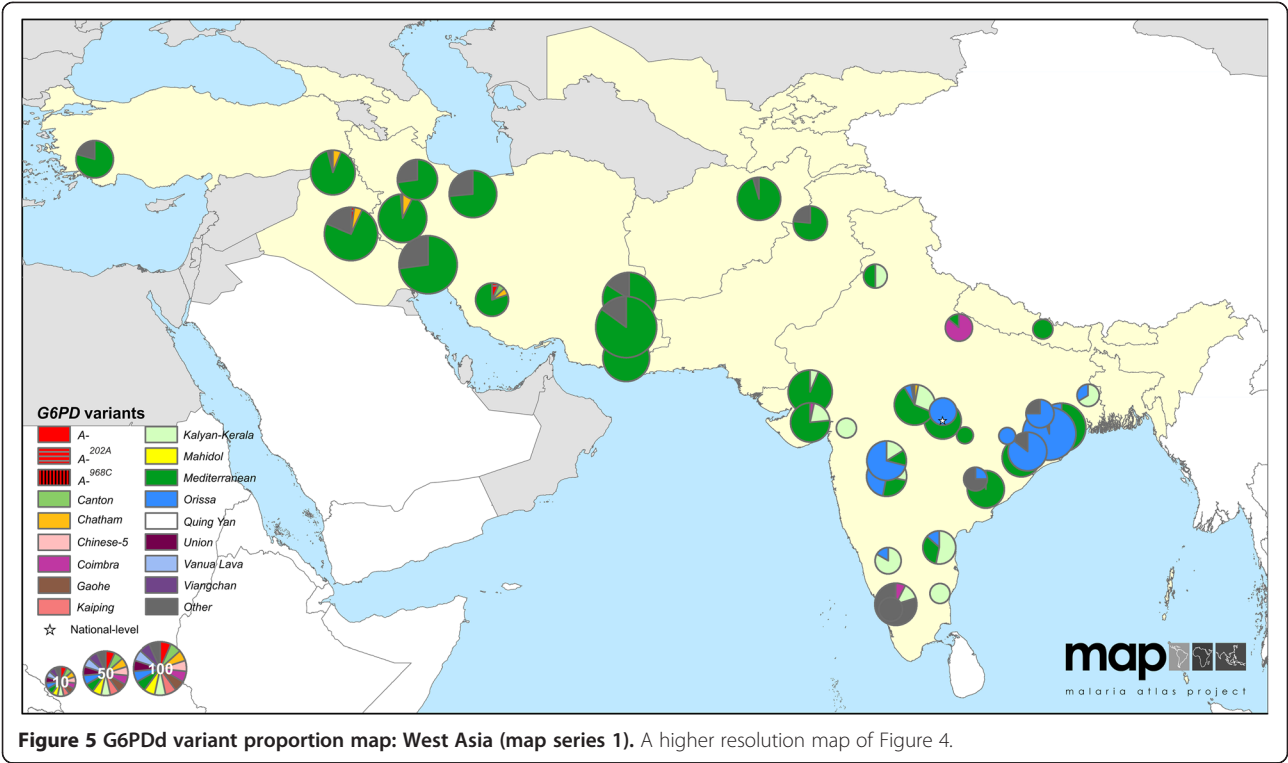 G6PD variants
A-
A-202A
A-968C
Canton
Chatham
Chinese-5
Coimbra
Gaohe
Kaiping
Kalyan-Kerala
Mahidol
Mediterranean
Orissa
Quing Yan
Union
Vanua Lava
Viangchan
Other
National-level
10
50
100
map
malaria atlas project
Figure 5 G6PDd variant proportion map: West Asia (map series 1). A higher resolution map of Figure 4.